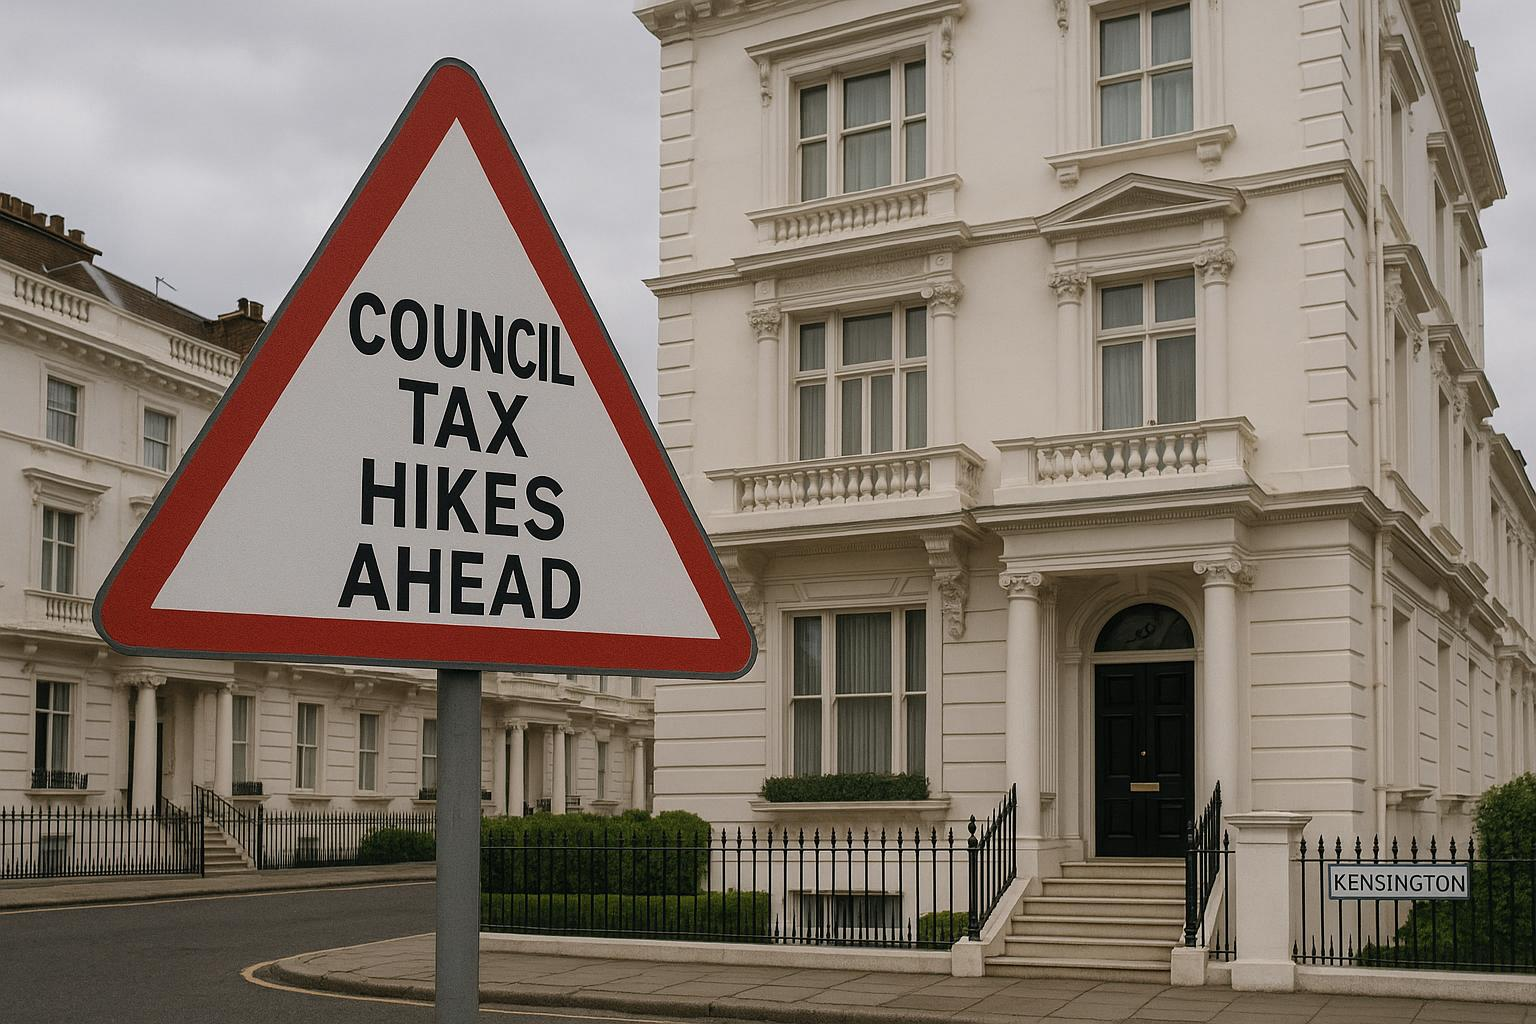 COUNCIL
TAX
HIKES
AHEAD
KENSINGTON